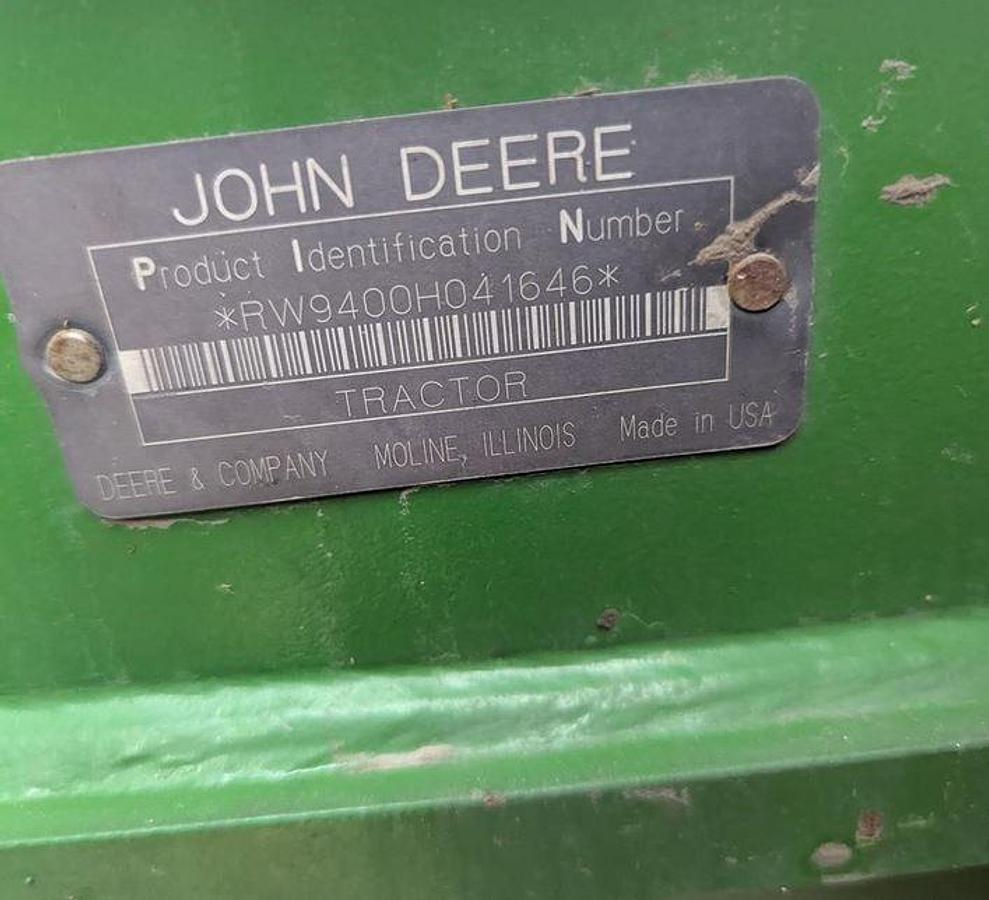 JOHN DEERE
Product Identification Number
*RW9400H041646*
TRACTOR
DEERE & COMPANY MOLINE, ILLINOIS Made in USA